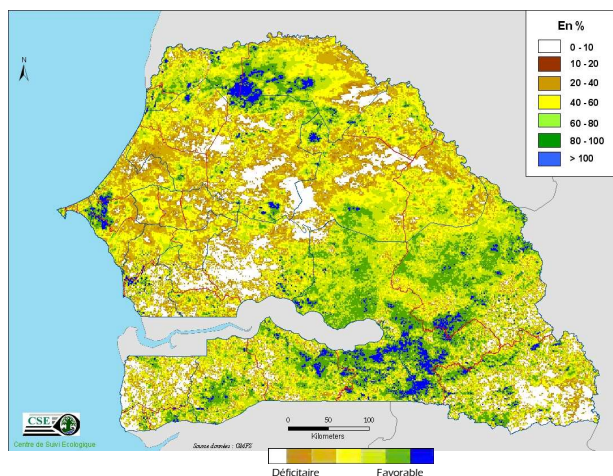 En %
0 - 10
10 - 20
20 - 40
40 - 60
60 - 80
80 - 100
> 100
N
CSE
Centre de Suivi Ecologique
0 50 100
Kilometers
Source données :
Déficitaire Favorable